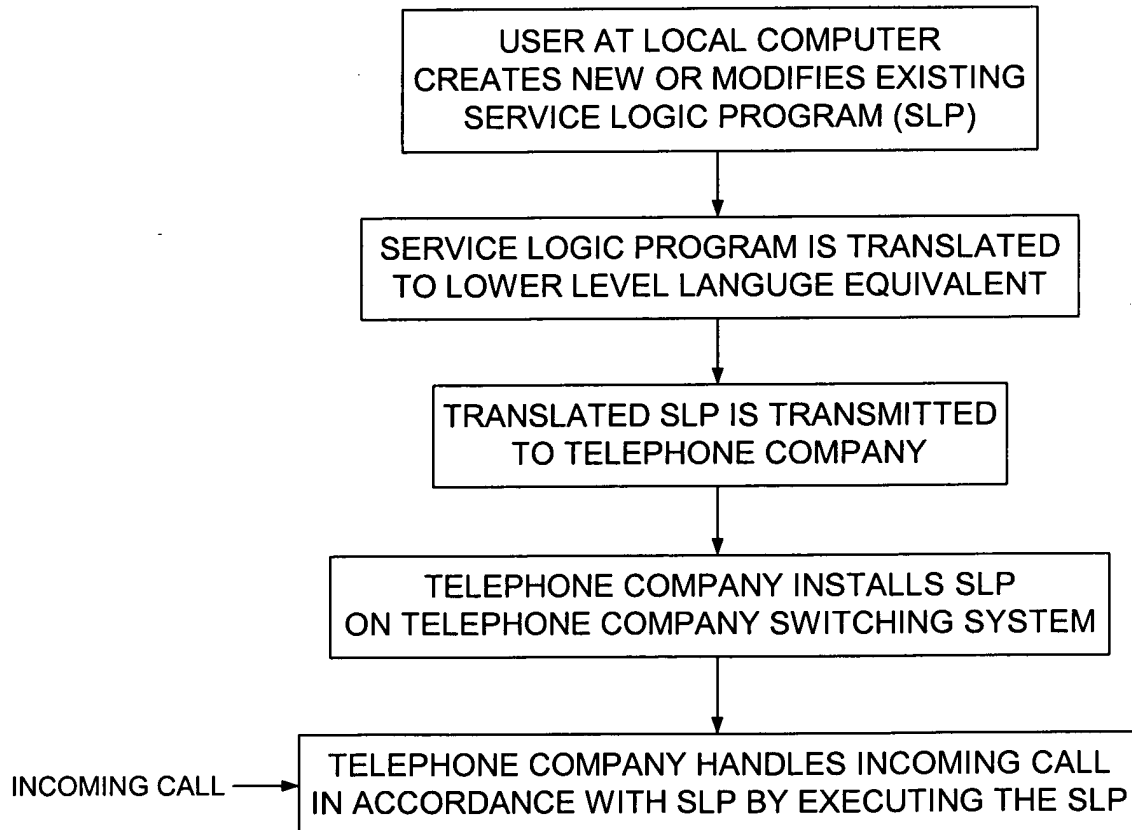 USER AT LOCAL COMPUTER
CREATES NEW OR MODIFIES EXISTING
SERVICE LOGIC PROGRAM (SLP)
SERVICE LOGIC PROGRAM IS TRANSLATED
TO LOWER LEVEL LANGUGE EQUIVALENT
TRANSLATED SLP IS TRANSMITTED
TO TELEPHONE COMPANY
TELEPHONE COMPANY INSTALLS SLP
ON TELEPHONE COMPANY SWITCHING SYSTEM
INCOMING CALL
TELEPHONE COMPANY HANDLES INCOMING CALL
IN ACCORDANCE WITH SLP BY EXECUTING THE SLP